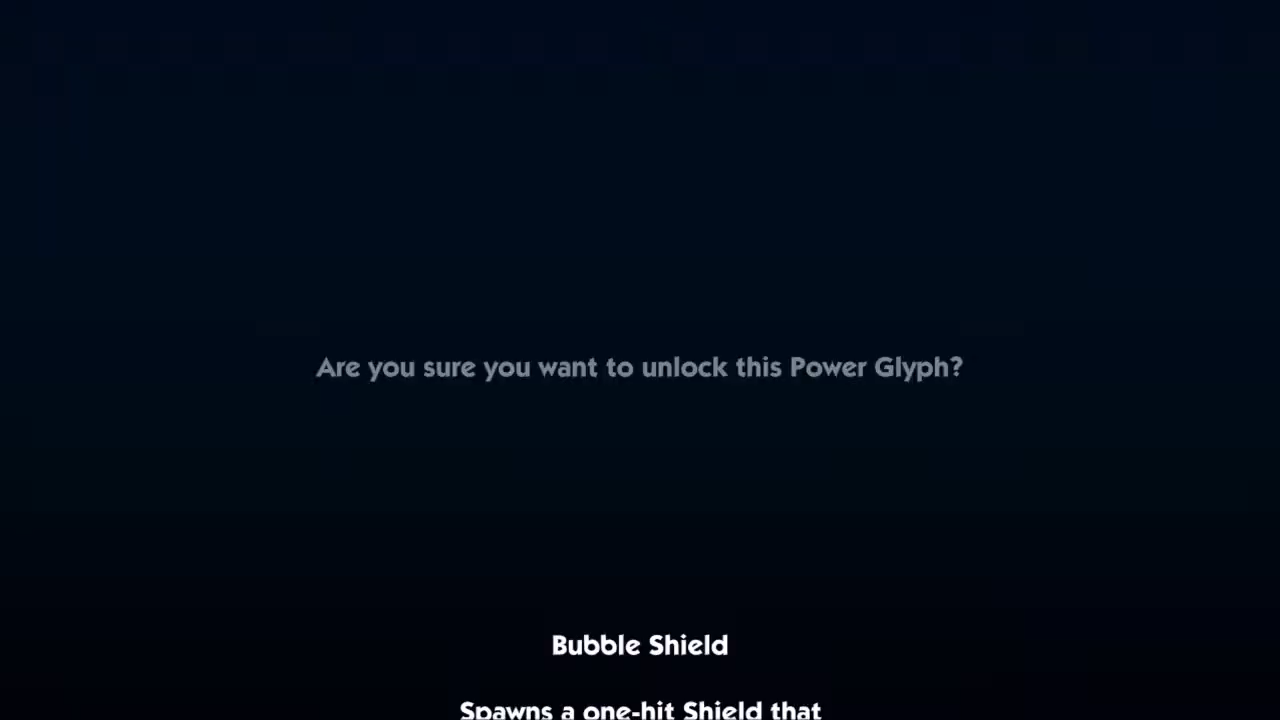 Are you sure you want to unlock this Power Glyph?
Bubble Shield
Spawns a one-hit Shield that